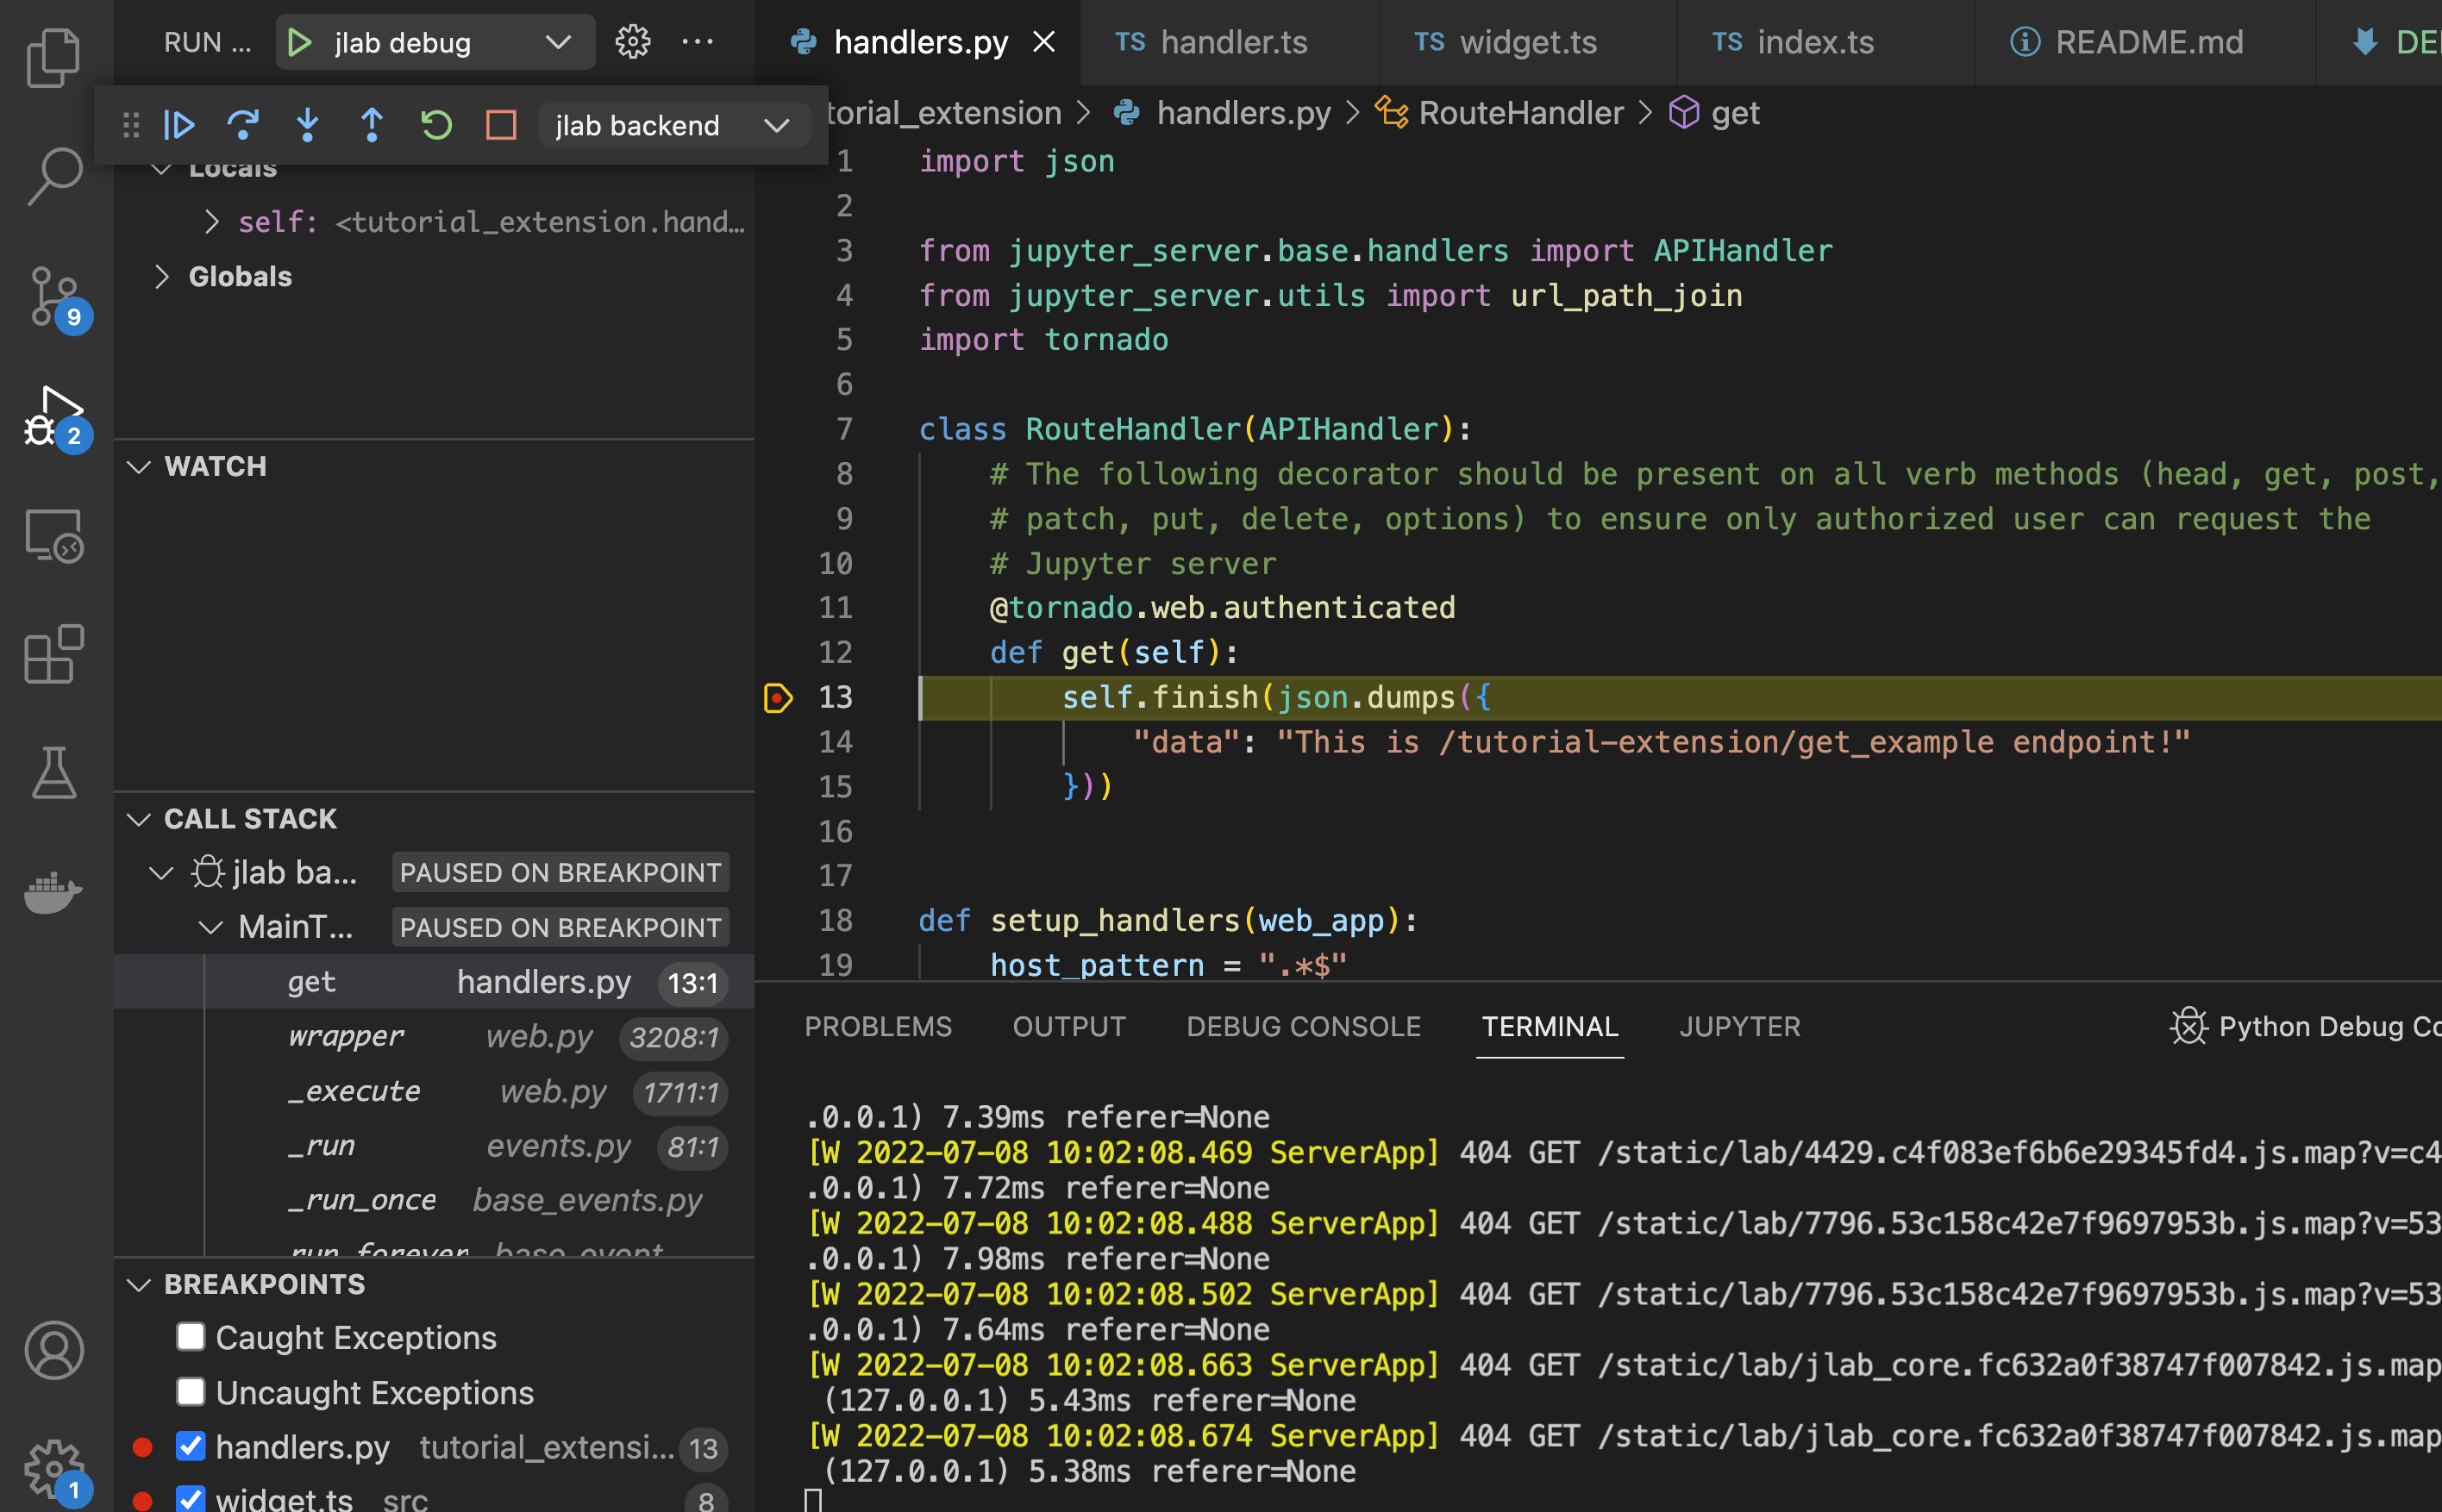 RUN ...
jlab debug
handlers.py
TS handler.ts
TS widget.ts
TS index.ts
README.md
jlab backend
torial_extension > handlers.py > RouteHandler > get
Locals
self: <tutorial_extension.hand…
Globals
9
2
WATCH
CALL STACK
jlab ba… PAUSED ON BREAKPOINT
MainT… PAUSED ON BREAKPOINT
get handlers.py 13:1
wrapper web.py 3208:1
_execute web.py 1711:1
_run events.py 81:1
_run_once base_events.py
BREAKPOINTS
Caught Exceptions
Uncaught Exceptions
handlers.py tutorial_extensi… 13
widget.ts src 8
1
1 import json
2
3 from jupyter_server.base.handlers import APIHandler
4 from jupyter_server.utils import url_path_join
5 import tornado
6
7 class RouteHandler(APIHandler):
8 # The following decorator should be present on all verb methods (head, get, post,
9 # patch, put, delete, options) to ensure only authorized user can request the
10 # Jupyter server
11 @tornado.web.authenticated
12 def get(self):
13 self.finish(json.dumps({
14 "data": "This is /tutorial-extension/get_example endpoint!"
15 }))
16
17
18 def setup_handlers(web_app):
19 host_pattern = ".*$"
PROBLEMS OUTPUT DEBUG CONSOLE TERMINAL JUPYTER Python Debug Co
.0.0.1) 7.39ms referer=None
[W 2022-07-08 10:02:08.469 ServerApp] 404 GET /static/lab/4429.c4f083ef6b6e29345fd4.js.map?v=c4
.0.0.1) 7.72ms referer=None
[W 2022-07-08 10:02:08.488 ServerApp] 404 GET /static/lab/7796.53c158c42e7f9697953b.js.map?v=53
.0.0.1) 7.98ms referer=None
[W 2022-07-08 10:02:08.502 ServerApp] 404 GET /static/lab/7796.53c158c42e7f9697953b.js.map?v=53
.0.0.1) 7.64ms referer=None
[W 2022-07-08 10:02:08.663 ServerApp] 404 GET /static/lab/jlab_core.fc632a0f38747f007842.js.map
(127.0.0.1) 5.43ms referer=None
[W 2022-07-08 10:02:08.674 ServerApp] 404 GET /static/lab/jlab_core.fc632a0f38747f007842.js.map
(127.0.0.1) 5.38ms referer=None